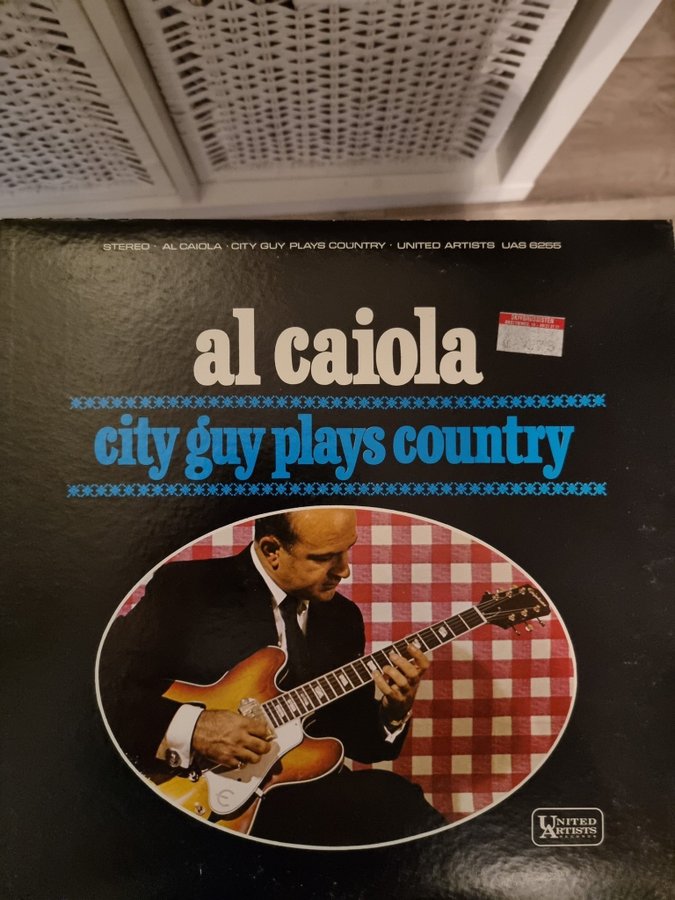 STEREO · AL CAIOLA · CITY GUY PLAYS COUNTRY · UNITED ARTISTS UAS 6255
al caiola
city guy plays country
UNITED
ARTISTS
RECORDS